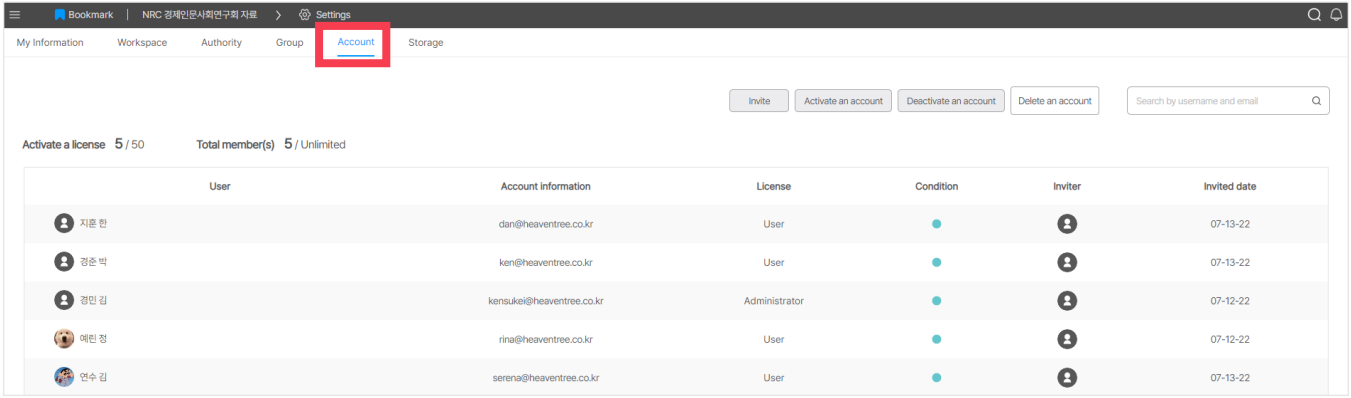 Bookmark | NRC 경제인문사회연구회 자료 > Settings
My Information Workspace Authority Group Account Storage
Invite Activate an account Deactivate an account Delete an account Search by username and email
Activate a license 5 / 50 Total member(s) 5 / Unlimited
User Account information License Condition Inviter Invited date
지훈 한 dan@heaventree.co.kr User 07-13-22
경준 박 ken@heaventree.co.kr User 07-13-22
경민 김 kensukei@heaventree.co.kr Administrator 07-12-22
예린 정 rina@heaventree.co.kr User 07-12-22
연수 김 serena@heaventree.co.kr User 07-13-22